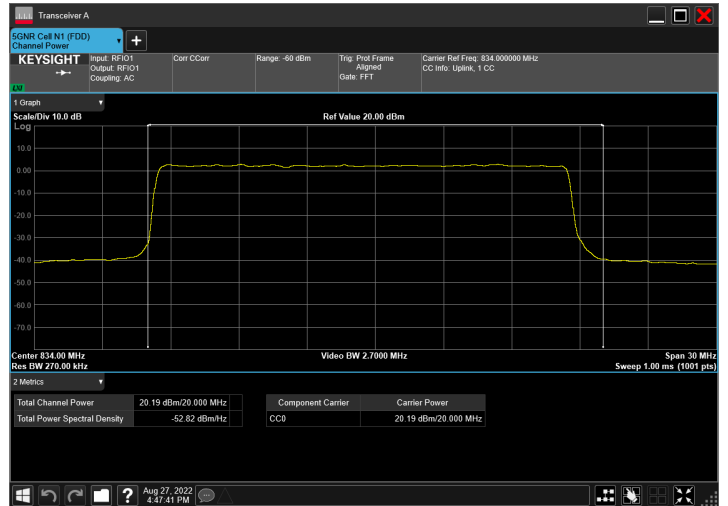 Transceiver A
5GNR Cell N1 (FDD)
Channel Power
KEYSIGHT
LXI
Input: RFIO1
Output: RFIO1
Coupling: AC
Corr CCorr
Range: -60 dBm
Trig: Prot Frame
Aligned
Gate: FFT
Carrier Ref Freq: 834.000000 MHz
CC Info: Uplink, 1 CC
1 Graph
Scale/Div 10.0 dB
Ref Value 20.00 dBm
Log
10.0
0.00
-10.0
-20.0
-30.0
-40.0
-50.0
-60.0
-70.0
Center 834.00 MHz
Video BW 2.7000 MHz
Span 30 MHz
Res BW 270.00 kHz
Sweep 1.00 ms (1001 pts)
2 Metrics
Total Channel Power 20.19 dBm/20.000 MHz
Total Power Spectral Density -52.82 dBm/Hz
Component Carrier Carrier Power
CC0 20.19 dBm/20.000 MHz
?
Aug 27, 2022
4:47:41 PM